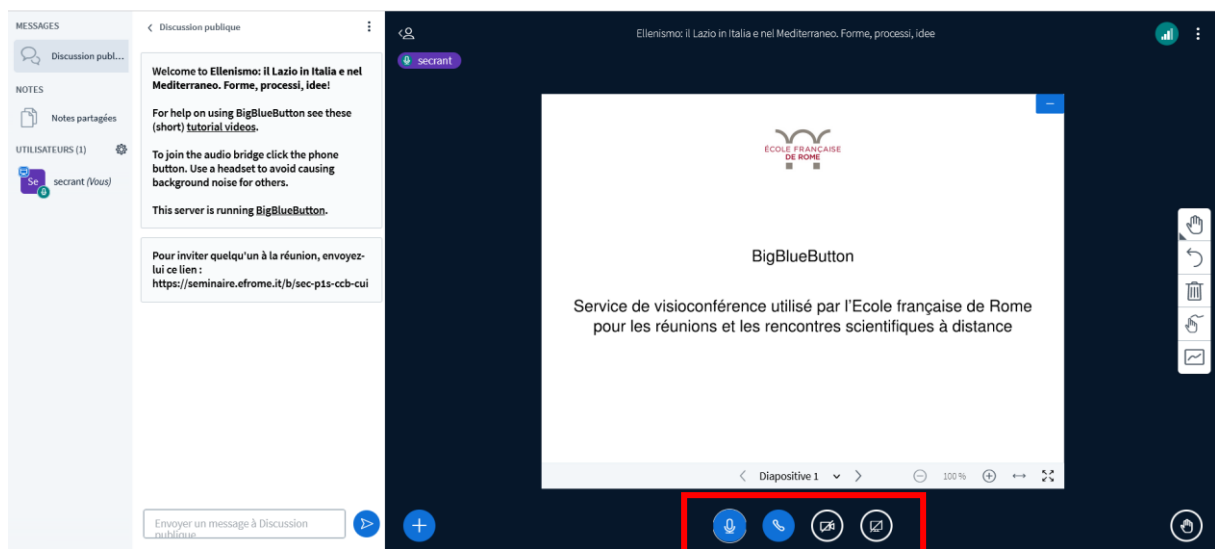 MESSAGES
Discussion publ...
NOTES
Notes partagées
UTILISATEURS (1)
Se
secrant (Vous)
Discussion publique
Welcome to Ellenismo: il Lazio in Italia e nel
Mediterraneo. Forme, processi, idee!
For help on using BigBlueButton see these
(short) tutorial videos.
To join the audio bridge click the phone
button. Use a headset to avoid causing
background noise for others.
This server is running BigBlueButton.
Pour inviter quelqu'un à la réunion, envoyez-
lui ce lien :
https://seminaire.efrome.it/b/sec-p1s-ccb-cui
Envoyer un message à Discussion
publique
Ellenismo: il Lazio in Italia e nel Mediterraneo. Forme, processi, idee
secrant
ÉCOLE FRANÇAISE
DE ROME
BigBlueButton
Service de visioconférence utilisé par l'Ecole française de Rome
pour les réunions et les rencontres scientifiques à distance
Diapositive 1
100 %